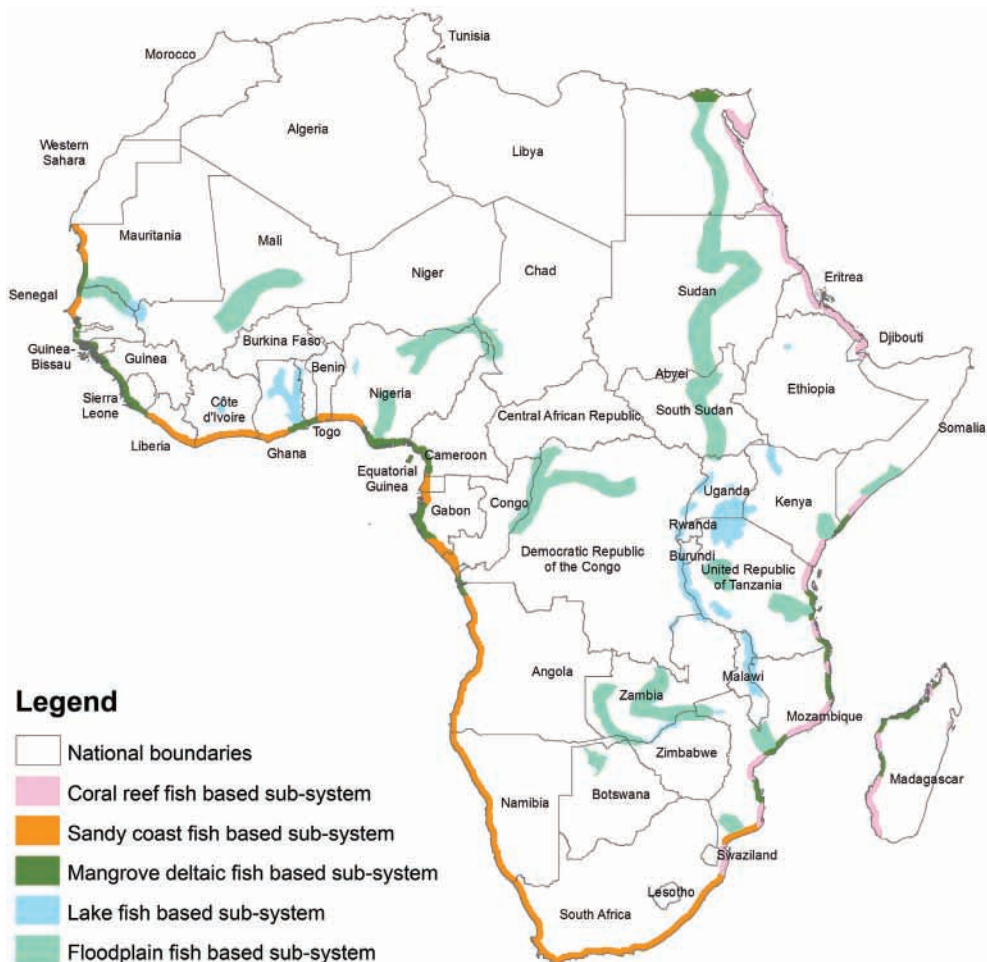 Tunisia
Morocco
Algeria
Libya
Western
Sahara
Mauritania
Mali
Niger
Chad
Sudan
Eritrea
Senegal
Djibouti
Burkina Faso
Guinea-
Bissau
Guinea
Benin
Nigeria
Abyei
Ethiopia
Sierra
Leone
Côte
d'Ivoire
South Sudan
Central African Republic
Somalia
Liberia
Ghana
Togo
Cameroon
Equatorial
Guinea
Gabon
Congo
Uganda
Kenya
Rwanda
Democratic Republic
of the Congo
Burundi
United Republic
of Tanzania
Angola
Zambia
Malawi
Mozambique
Zimbabwe
Madagascar
Namibia
Botswana
Swaziland
Lesotho
South Africa
Legend
National boundaries
Coral reef fish based sub-system
Sandy coast fish based sub-system
Mangrove deltaic fish based sub-system
Lake fish based sub-system
Floodplain fish based sub-system